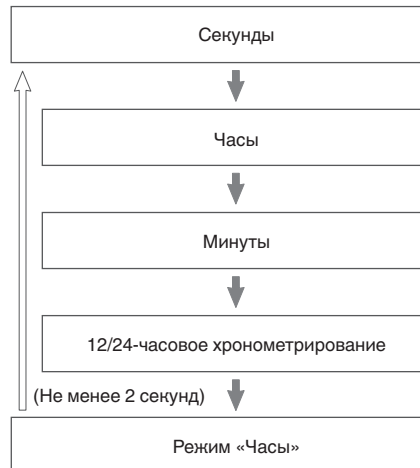 Секунды
Часы
Минуты
12/24-часовое хронометрирование
(Не менее 2 секунд)
Режим «Часы»